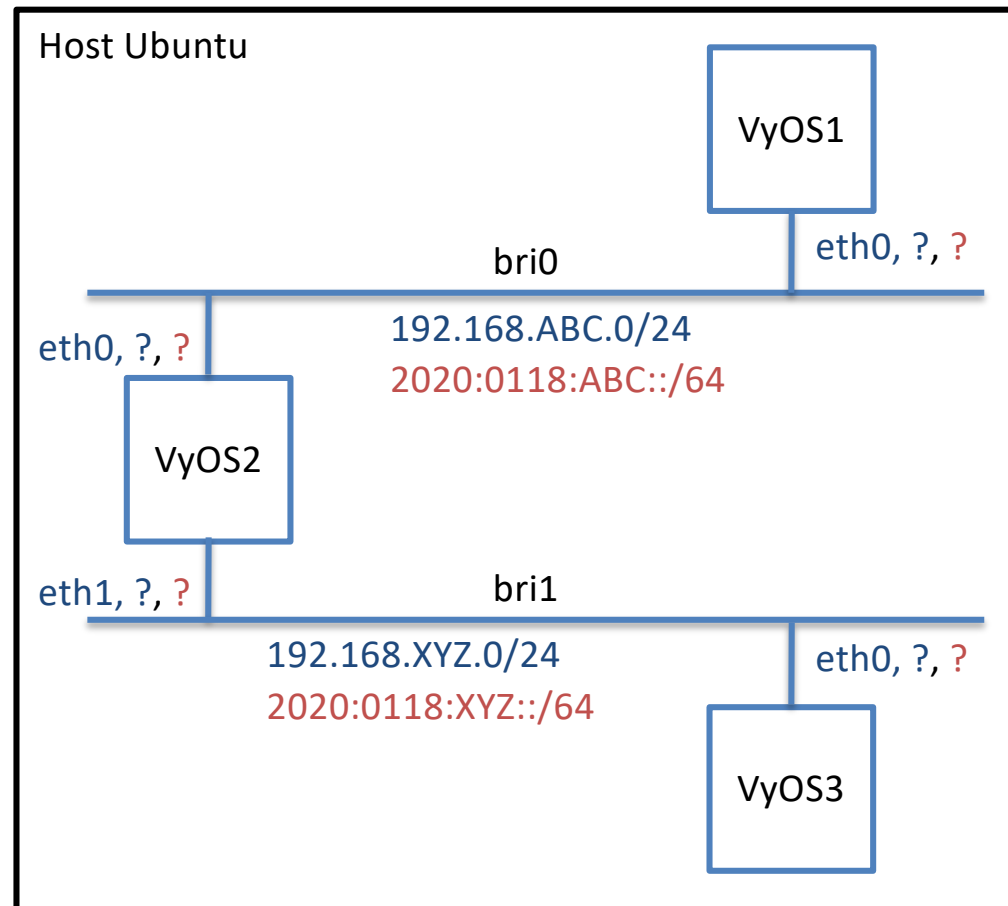 Host Ubuntu
VyOS1
eth0, ?, ?
bri0
192.168.ABC.0/24
2020:0118:ABC::/64
eth0, ?, ?
VyOS2
eth1, ?, ?
bri1
192.168.XYZ.0/24
2020:0118:XYZ::/64
eth0, ?, ?
VyOS3